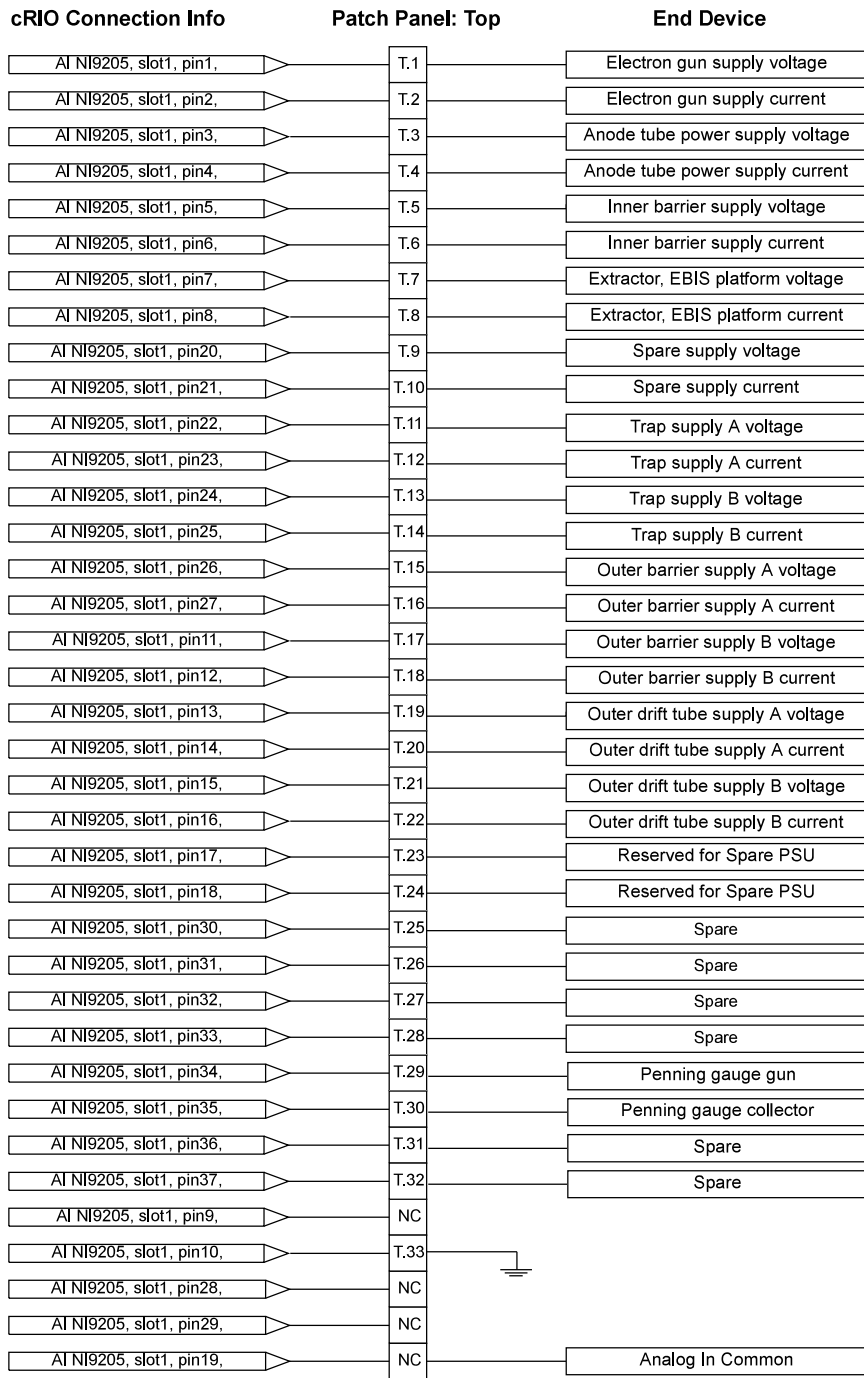 cRIO Connection Info Patch Panel: Top End Device
AI NI9205, slot1, pin1, T.1 Electron gun supply voltage
AI NI9205, slot1, pin2, T.2 Electron gun supply current
AI NI9205, slot1, pin3, T.3 Anode tube power supply voltage
AI NI9205, slot1, pin4, T.4 Anode tube power supply current
AI NI9205, slot1, pin5, T.5 Inner barrier supply voltage
AI NI9205, slot1, pin6, T.6 Inner barrier supply current
AI NI9205, slot1, pin7, T.7 Extractor, EBIS platform voltage
AI NI9205, slot1, pin8, T.8 Extractor, EBIS platform current
AI NI9205, slot1, pin20, T.9 Spare supply voltage
AI NI9205, slot1, pin21, T.10 Spare supply current
AI NI9205, slot1, pin22, T.11 Trap supply A voltage
AI NI9205, slot1, pin23, T.12 Trap supply A current
AI NI9205, slot1, pin24, T.13 Trap supply B voltage
AI NI9205, slot1, pin25, T.14 Trap supply B current
AI NI9205, slot1, pin26, T.15 Outer barrier supply A voltage
AI NI9205, slot1, pin27, T.16 Outer barrier supply A current
AI NI9205, slot1, pin11, T.17 Outer barrier supply B voltage
AI NI9205, slot1, pin12, T.18 Outer barrier supply B current
AI NI9205, slot1, pin13, T.19 Outer drift tube supply A voltage
AI NI9205, slot1, pin14, T.20 Outer drift tube supply A current
AI NI9205, slot1, pin15, T.21 Outer drift tube supply B voltage
AI NI9205, slot1, pin16, T.22 Outer drift tube supply B current
AI NI9205, slot1, pin17, T.23 Reserved for Spare PSU
AI NI9205, slot1, pin18, T.24 Reserved for Spare PSU
AI NI9205, slot1, pin30, T.25 Spare
AI NI9205, slot1, pin31, T.26 Spare
AI NI9205, slot1, pin32, T.27 Spare
AI NI9205, slot1, pin33, T.28 Spare
AI NI9205, slot1, pin34, T.29 Penning gauge gun
AI NI9205, slot1, pin35, T.30 Penning gauge collector
AI NI9205, slot1, pin36, T.31 Spare
AI NI9205, slot1, pin37, T.32 Spare
AI NI9205, slot1, pin9, NC
AI NI9205, slot1, pin10, T.33
AI NI9205, slot1, pin28, NC
AI NI9205, slot1, pin29, NC
AI NI9205, slot1, pin19, NC Analog In Common